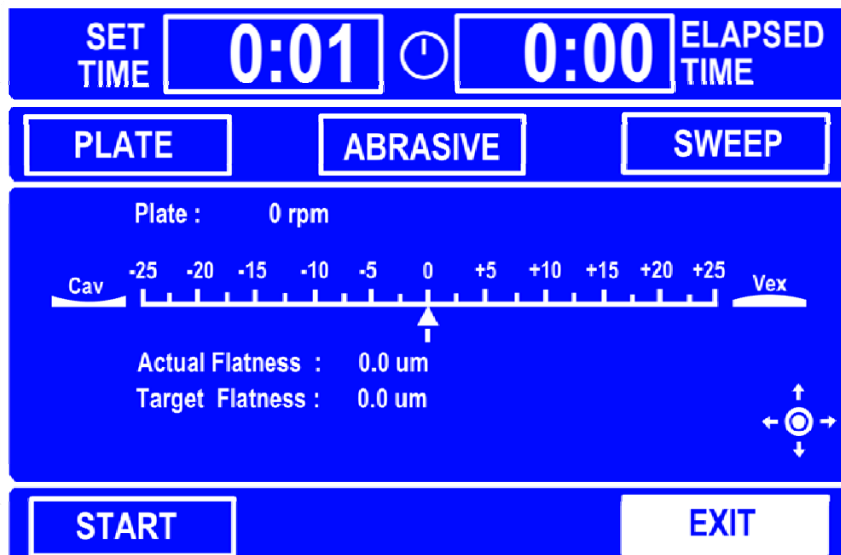 SET TIME 0:01 0:00 ELAPSED TIME
PLATE ABRASIVE SWEEP
Plate : 0 rpm
Cav -25 -20 -15 -10 -5 0 +5 +10 +15 +20 +25 Vex
Actual Flatness : 0.0 um
Target Flatness : 0.0 um
START EXIT